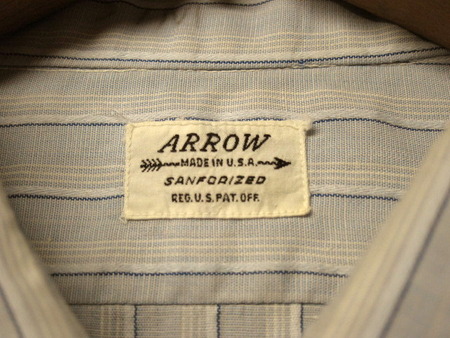 ARROW
MADE IN U.S.A.
SANFORIZED
REG. U.S. PAT. OFF.